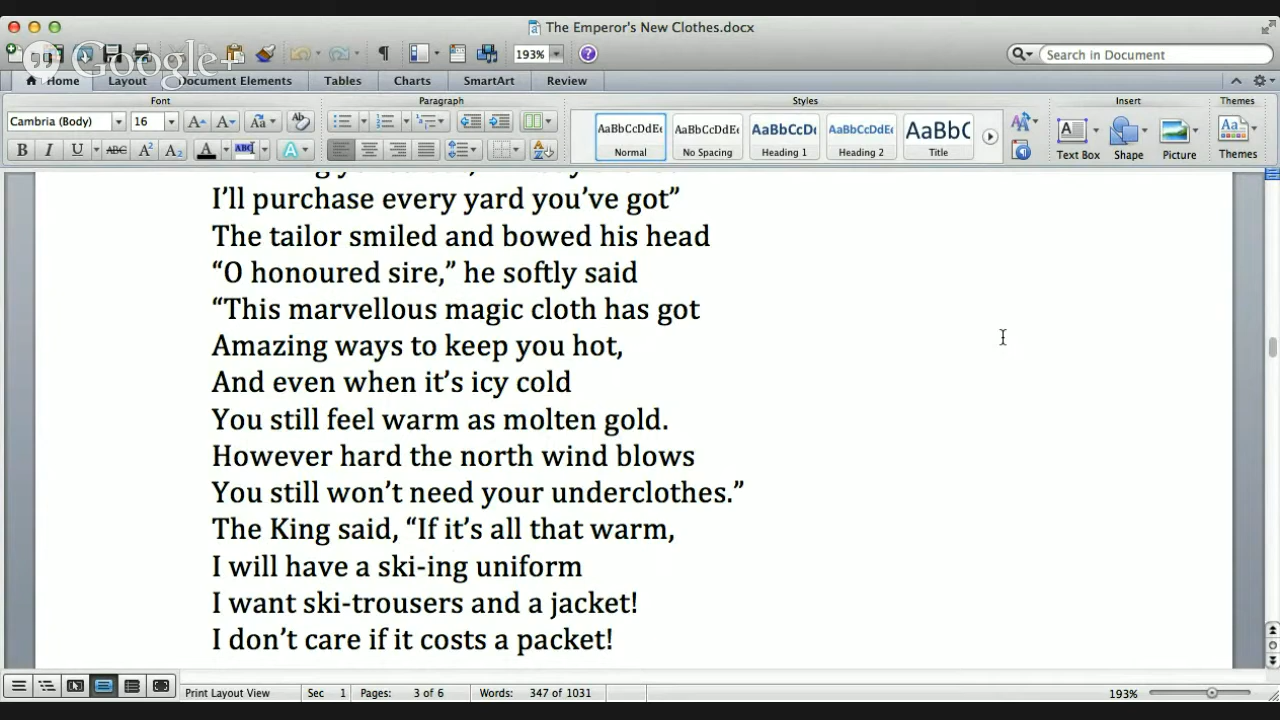 The Emperor's New Clothes.docx
Google+
193%
Search in Document
Home Layout Document Elements Tables Charts SmartArt Review
Font Paragraph Styles Insert Themes
Cambria (Body) 16
AaBbCcDdEe AaBbCcDdEe AaBbCcDc AaBbCcDdEe AaBbC
Normal No Spacing Heading 1 Heading 2 Title
Text Box Shape Picture Themes
I’ll purchase every yard you’ve got”
The tailor smiled and bowed his head
“O honoured sire,” he softly said
“This marvellous magic cloth has got
Amazing ways to keep you hot,
And even when it’s icy cold
You still feel warm as molten gold.
However hard the north wind blows
You still won’t need your underclothes.”
The King said, “If it’s all that warm,
I will have a ski-ing uniform
I want ski-trousers and a jacket!
I don’t care if it costs a packet!
Print Layout View Sec 1 Pages: 3 of 6 Words: 347 of 1031 193%